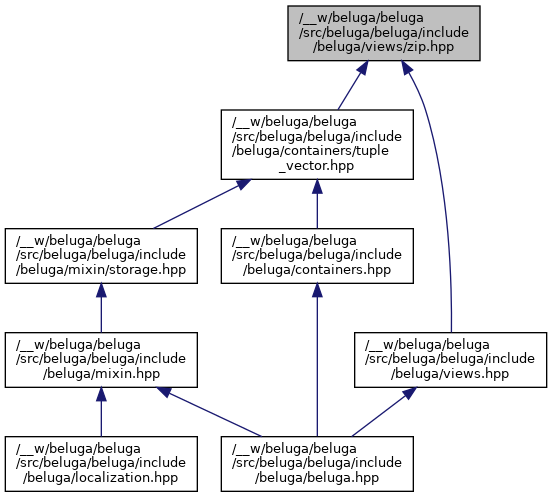 /__w/beluga/beluga
/src/beluga/beluga/include
/beluga/views/zip.hpp
/__w/beluga/beluga
/src/beluga/beluga/include
/beluga/containers/tuple
_vector.hpp
/__w/beluga/beluga
/src/beluga/beluga/include
/beluga/mixin/storage.hpp
/__w/beluga/beluga
/src/beluga/beluga/include
/beluga/containers.hpp
/__w/beluga/beluga
/src/beluga/beluga/include
/beluga/mixin.hpp
/__w/beluga/beluga
/src/beluga/beluga/include
/beluga/views.hpp
/__w/beluga/beluga
/src/beluga/beluga/include
/beluga/localization.hpp
/__w/beluga/beluga
/src/beluga/beluga/include
/beluga/beluga.hpp